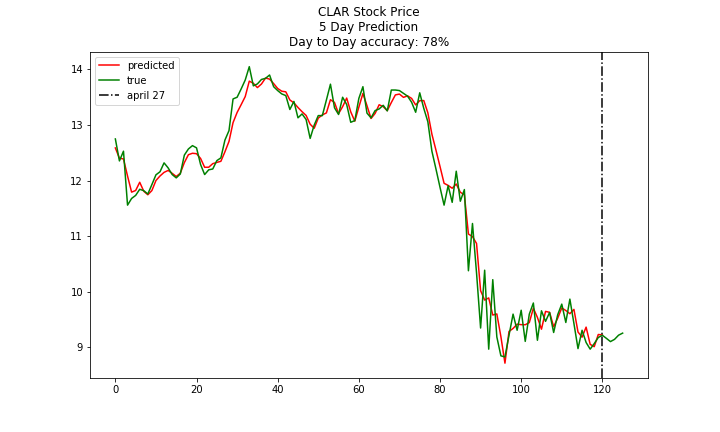 CLAR Stock Price
5 Day Prediction
Day to Day accuracy: 78%
predicted
true
april 27
14
13
12
11
10
9
0
20
40
60
80
100
120